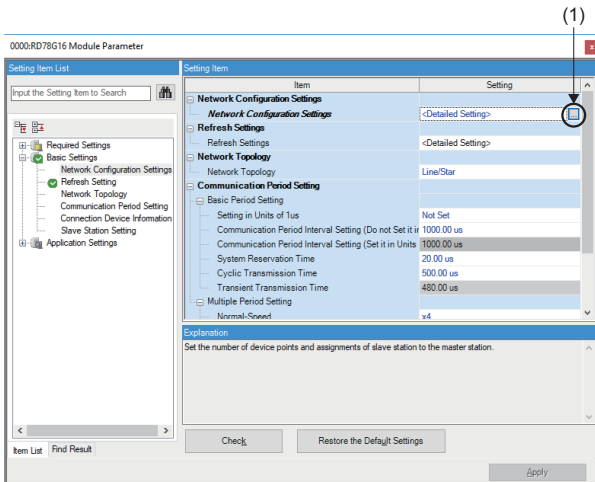 (1)
0000:RD78G16 Module Parameter
Setting Item List
Input the Setting Item to Search
Required Settings
Basic Settings
Network Configuration Settings
Refresh Setting
Network Topology
Communication Period Setting
Connection Device Information
Slave Station Setting
Application Settings
Item List Find Result
Setting Item
Item Setting
Network Configuration Settings
Network Configuration Settings <Detailed Setting> ...
Refresh Settings
Refresh Settings <Detailed Setting>
Network Topology
Network Topology Line/Star
Communication Period Setting
Basic Period Setting
Setting in Units of 1us Not Set
Communication Period Interval Setting (Do not Set it ir 1000.00 us
Communication Period Interval Setting (Set it in Units 1000.00 us
System Reservation Time 20.00 us
Cyclic Transmission Time 500.00 us
Transient Transmission Time 480.00 us
Multiple Period Setting
Normal-Speed x4
Explanation
Set the number of device points and assignments of slave station to the master station.
Check Restore the Default Settings
Apply